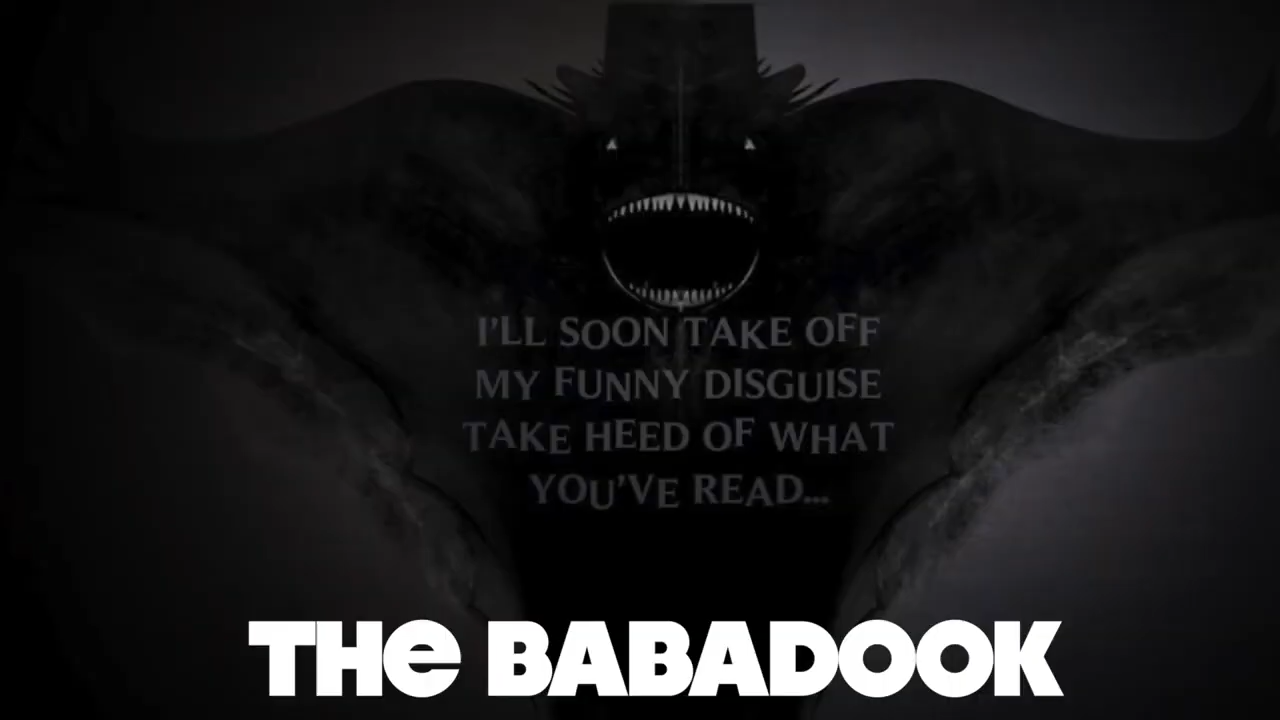 I'LL SOON TAKE OFF
MY FUNNY DISGUISE
TAKE HEED OF WHAT
YOU'VE READ...
THE BABADOOK